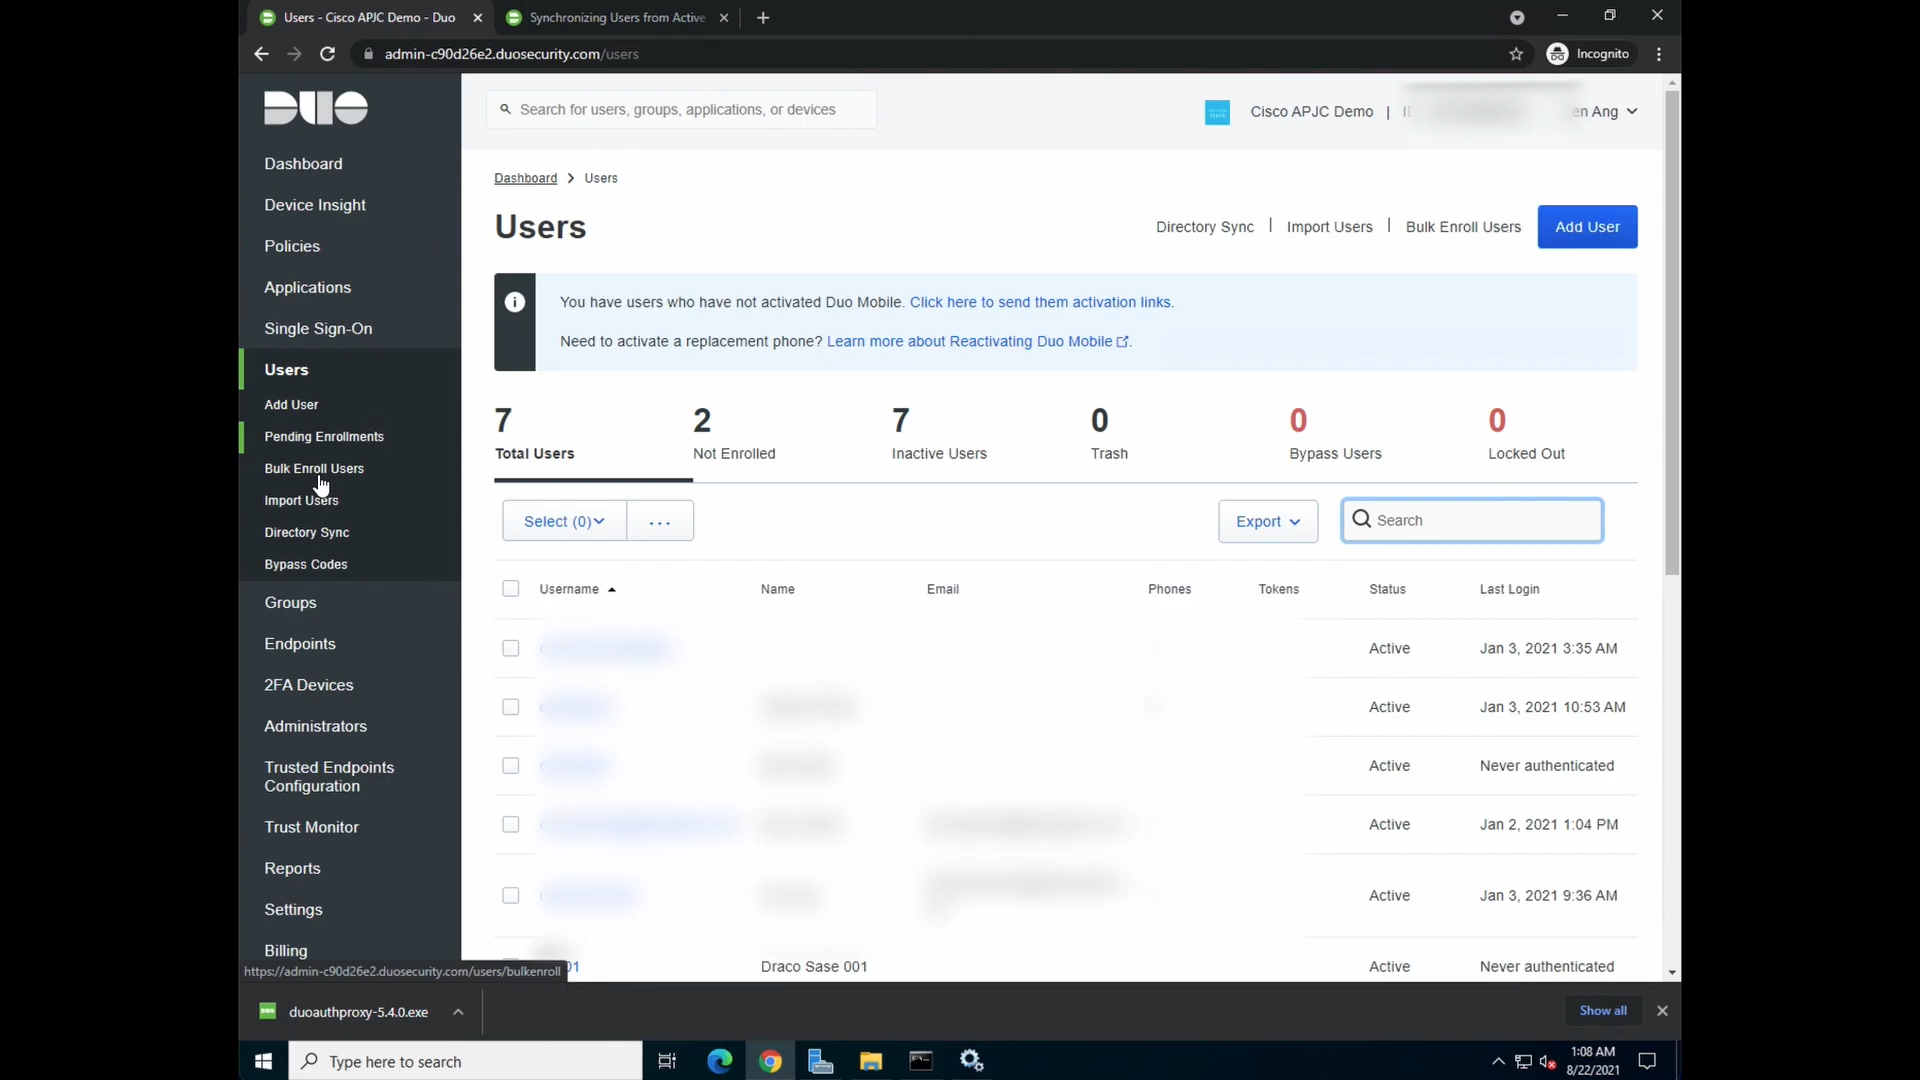 Users - Cisco APJC Demo - Duo
Synchronizing Users from Active
admin-c90d26e2.duosecurity.com/users
Incognito
DUO
Search for users, groups, applications, or devices
Cisco APJC Demo | en Ang
Dashboard
Device Insight
Policies
Applications
Single Sign-On
Users
Add User
Pending Enrollments
Bulk Enroll Users
Import Users
Directory Sync
Bypass Codes
Groups
Endpoints
2FA Devices
Administrators
Trusted Endpoints
Configuration
Trust Monitor
Reports
Settings
Billing
Dashboard > Users
Users
Directory Sync | Import Users | Bulk Enroll Users Add User
You have users who have not activated Duo Mobile. Click here to send them activation links.
Need to activate a replacement phone? Learn more about Reactivating Duo Mobile.
7 2 7 0 0 0
Total Users Not Enrolled Inactive Users Trash Bypass Users Locked Out
Select (0) ... Export Search
Username Name Email Phones Tokens Status Last Login
Active Jan 3, 2021 3:35 AM
Active Jan 3, 2021 10:53 AM
Active Never authenticated
Active Jan 2, 2021 1:04 PM
Active Jan 3, 2021 9:36 AM
01 Draco Sase 001 Active Never authenticated
https://admin-c90d26e2.duosecurity.com/users/bulkenroll
duoauthproxy-5.4.0.exe
Show all
Type here to search
1:08 AM
8/22/2021